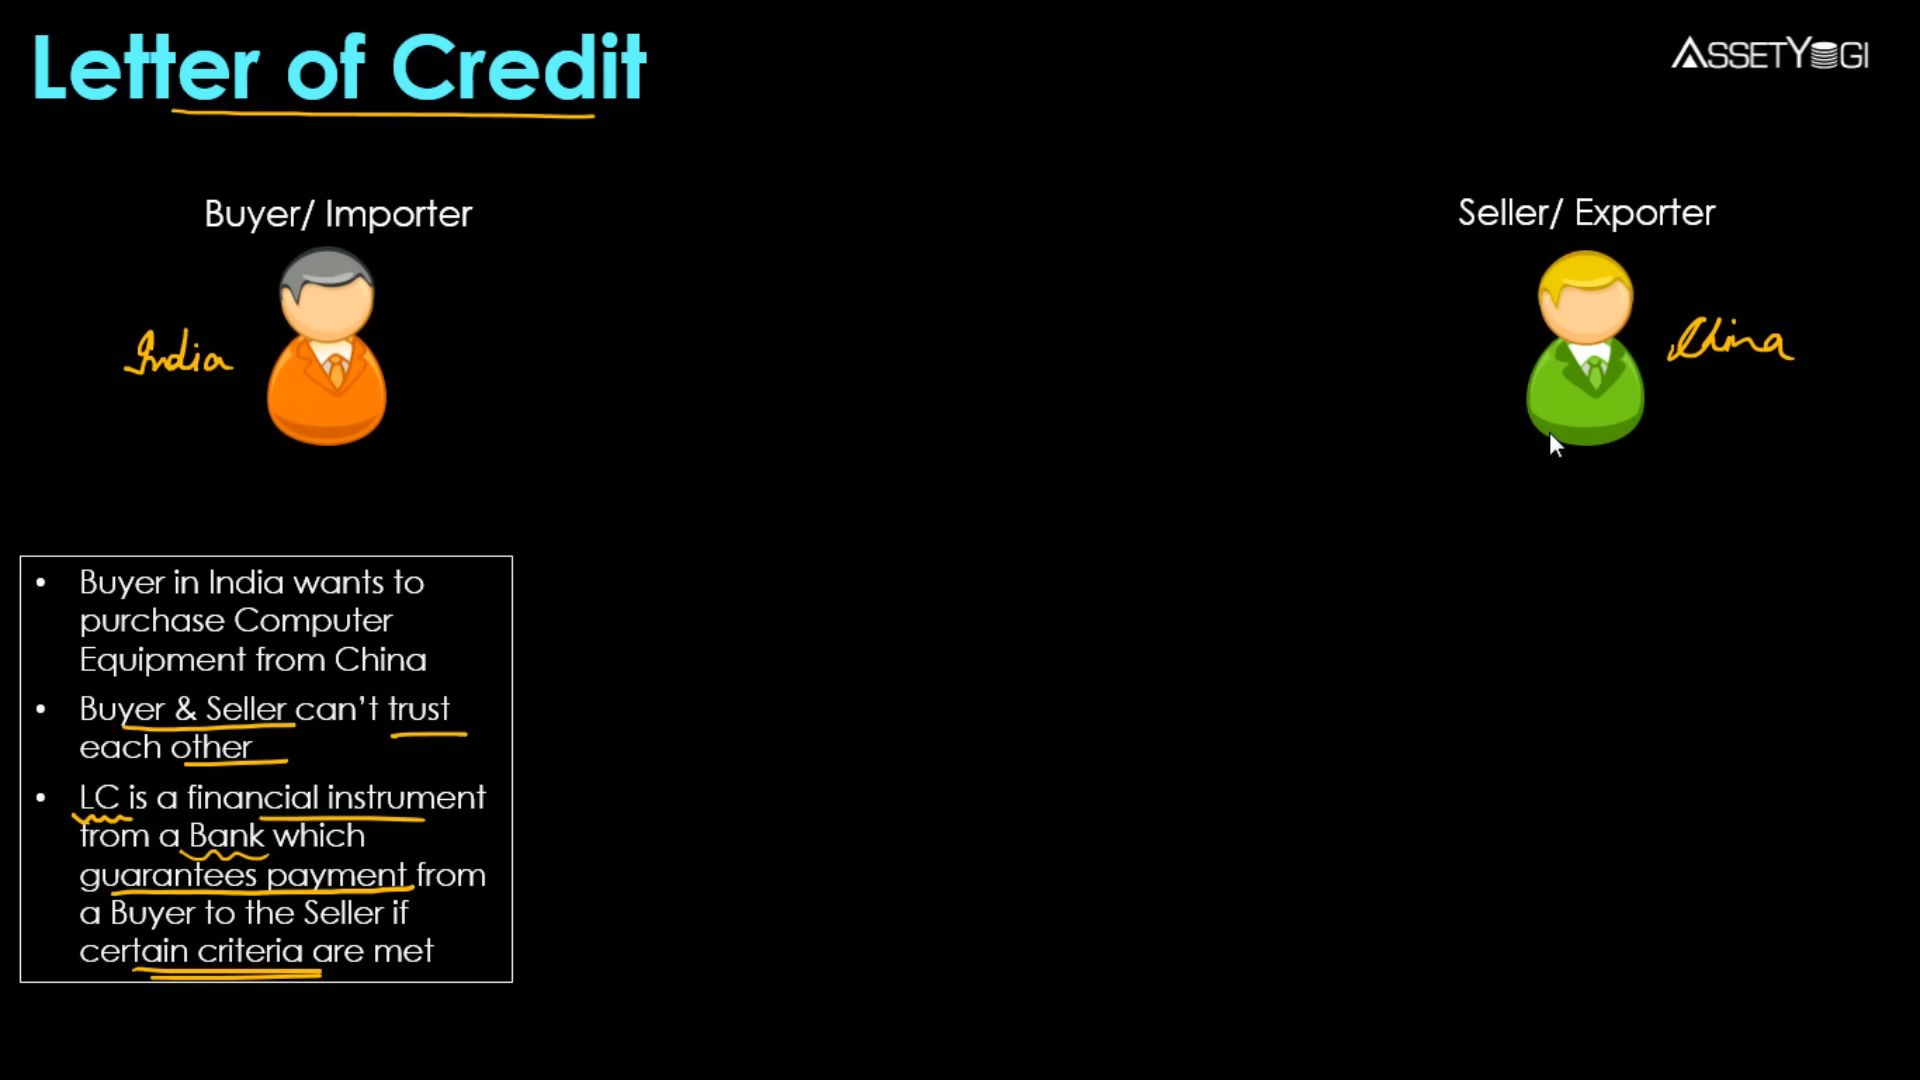 Letter of Credit
ASSETYOGI
Buyer/ Importer
Seller/ Exporter
India
China
• Buyer in India wants to
purchase Computer
Equipment from China
• Buyer & Seller can’t trust
each other
• LC is a financial instrument
from a Bank which
guarantees payment from
a Buyer to the Seller if
certain criteria are met